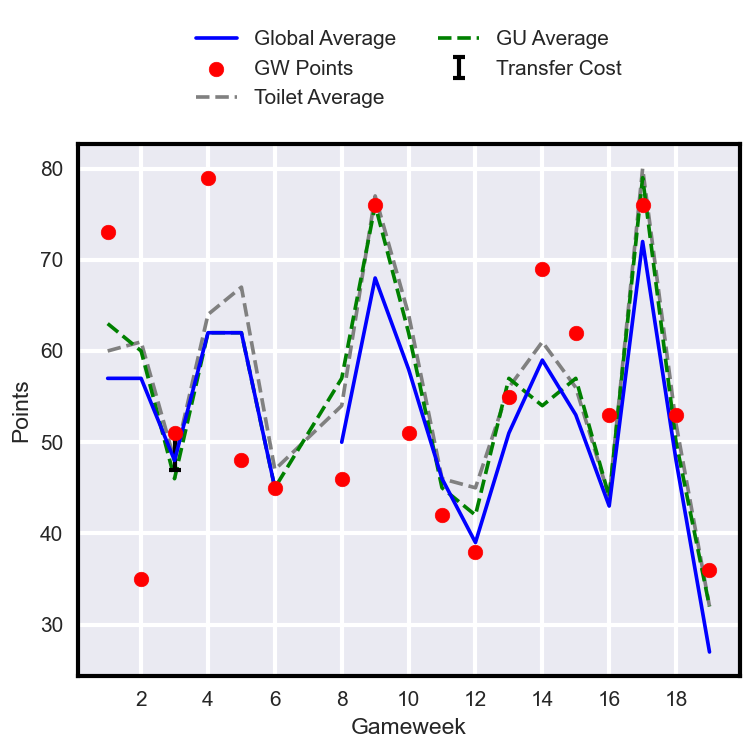 Global Average
GW Points
Toilet Average
GU Average
Transfer Cost
80
70
60
50
40
30
Points
2 4 6 8 10 12 14 16 18
Gameweek